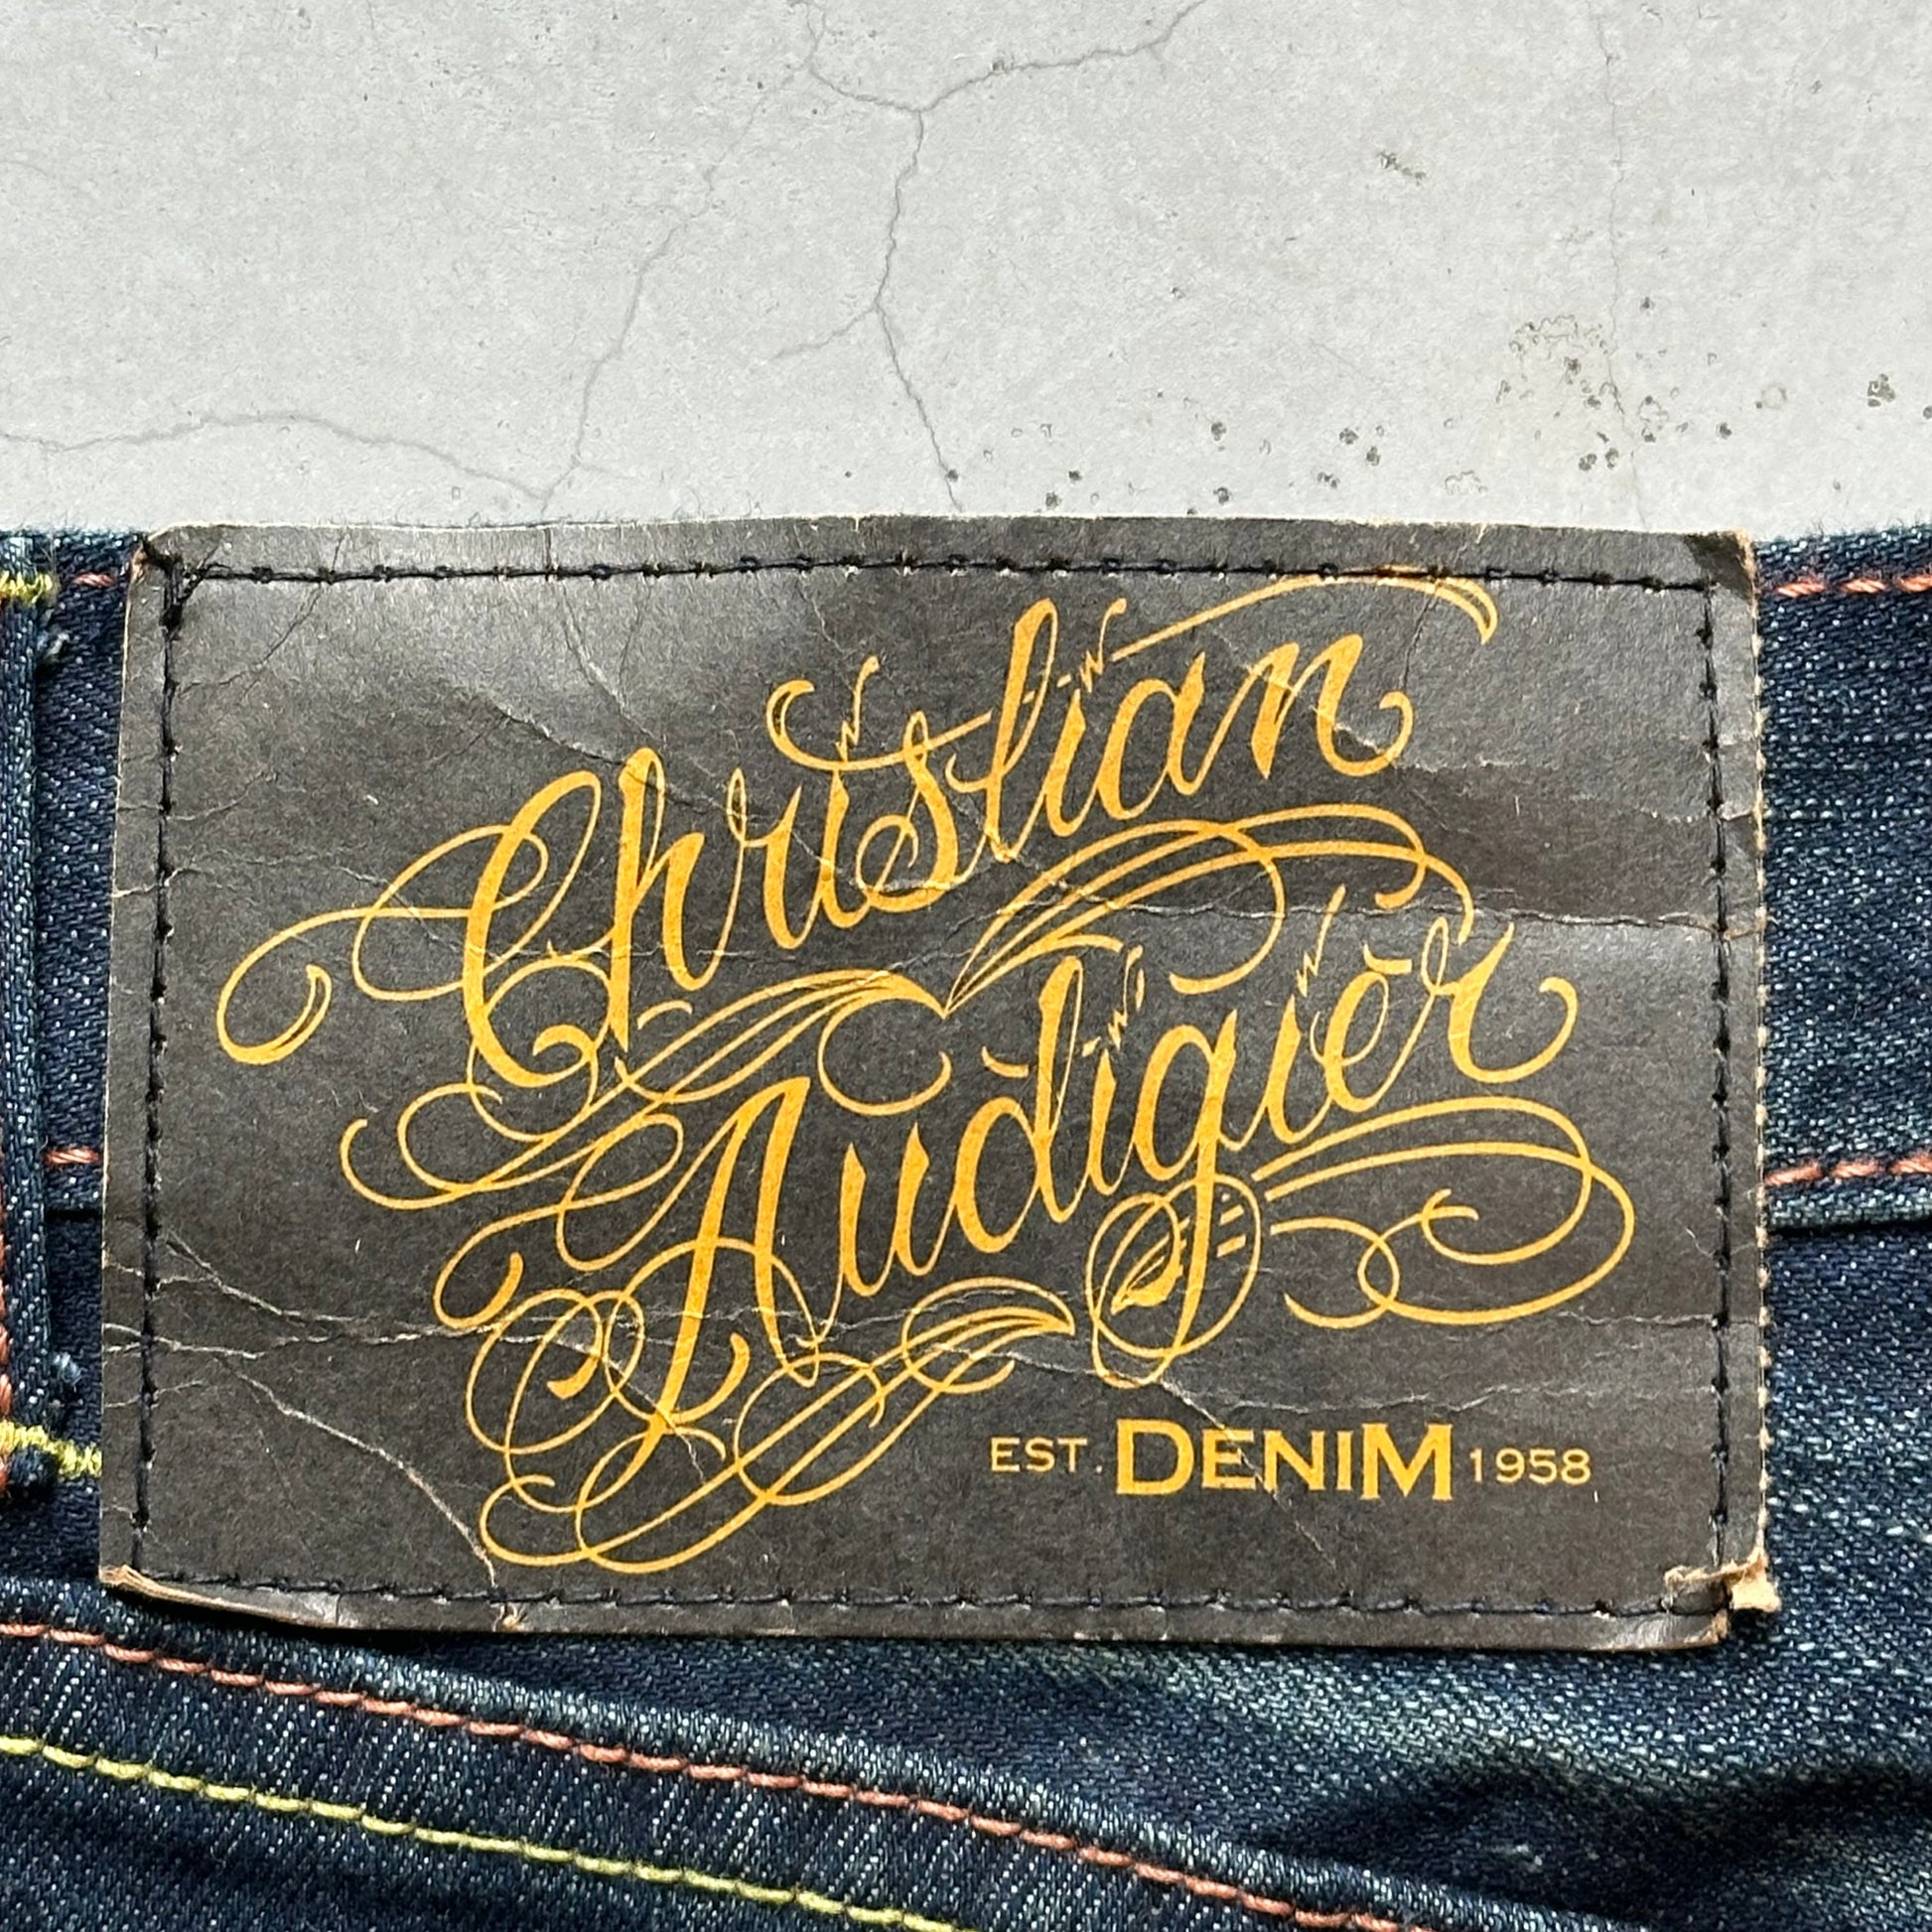 Christian
Audigier
EST. DENIM 1958